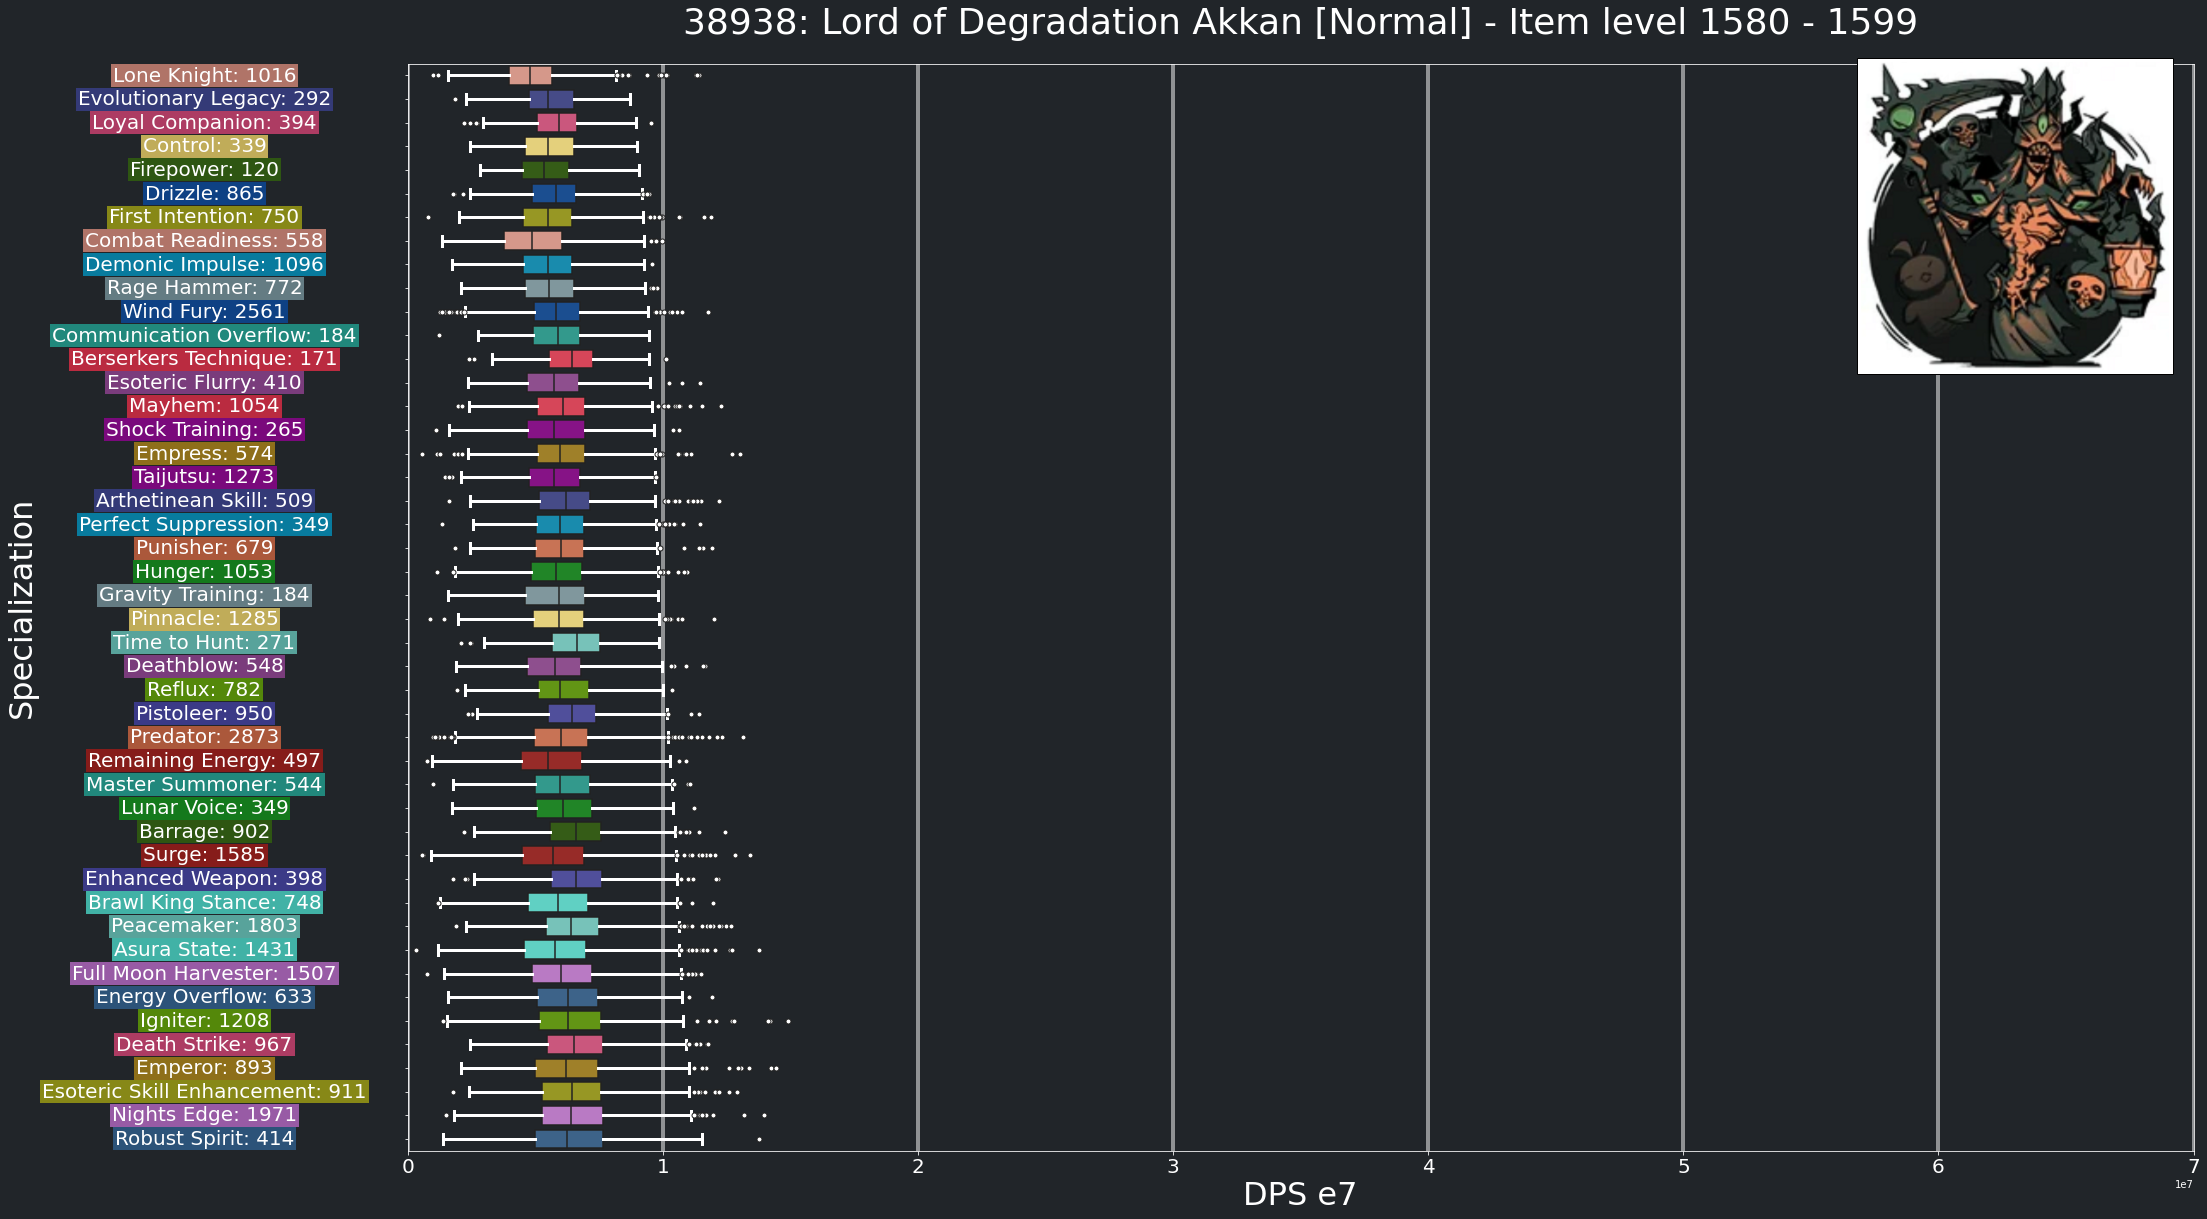 38938: Lord of Degradation Akkan [Normal] - Item level 1580 - 1599
Specialization
Lone Knight: 1016
Evolutionary Legacy: 292
Loyal Companion: 394
Control: 339
Firepower: 120
Drizzle: 865
First Intention: 750
Combat Readiness: 558
Demonic Impulse: 1096
Rage Hammer: 772
Wind Fury: 2561
Communication Overflow: 184
Berserkers Technique: 171
Esoteric Flurry: 410
Mayhem: 1054
Shock Training: 265
Empress: 574
Taijutsu: 1273
Arthetinean Skill: 509
Perfect Suppression: 349
Punisher: 679
Hunger: 1053
Gravity Training: 184
Pinnacle: 1285
Time to Hunt: 271
Deathblow: 548
Reflux: 782
Pistoleer: 950
Predator: 2873
Remaining Energy: 497
Master Summoner: 544
Lunar Voice: 349
Barrage: 902
Surge: 1585
Enhanced Weapon: 398
Brawl King Stance: 748
Peacemaker: 1803
Asura State: 1431
Full Moon Harvester: 1507
Energy Overflow: 633
Igniter: 1208
Death Strike: 967
Emperor: 893
Esoteric Skill Enhancement: 911
Nights Edge: 1971
Robust Spirit: 414
0 1 2 3 4 5 6 7
1e7
DPS e7